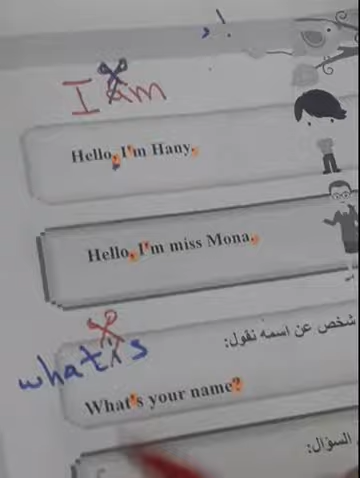 I am
Hello, I'm Hany.
Hello, I'm miss Mona.
شخص عن اسمه نقول:
what is
What's your name?
السؤال: